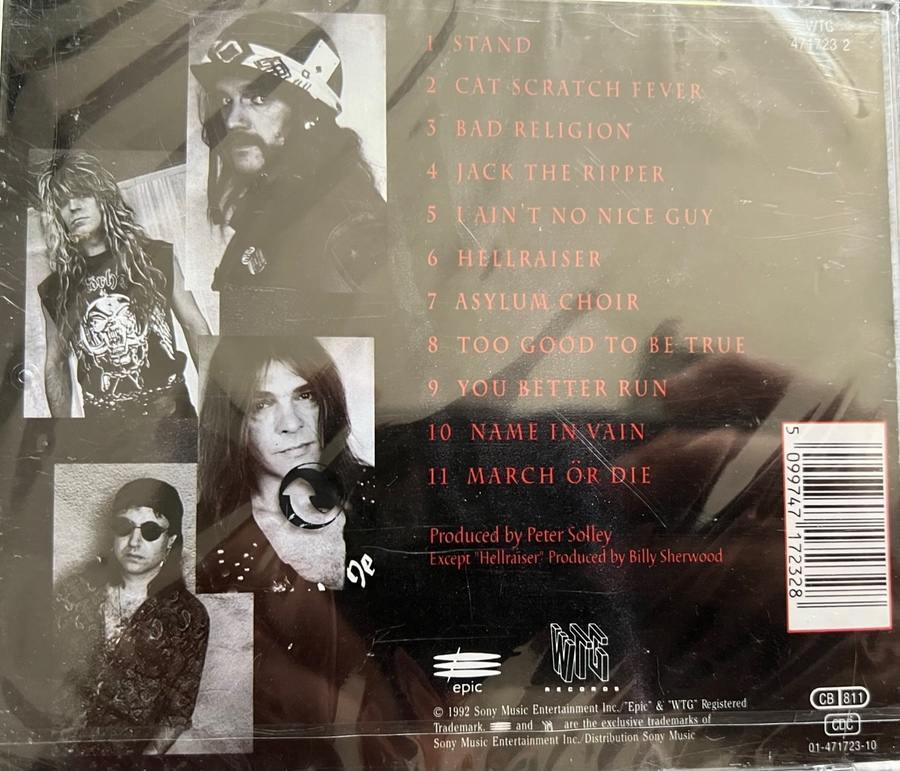 WTG
471723 2
1 STAND
2 CAT SCRATCH FEVER
3 BAD RELIGION
4 JACK THE RIPPER
5 I AIN'T NO NICE GUY
6 HELLRAISER
7 ASYLUM CHOIR
8 TOO GOOD TO BE TRUE
9 YOU BETTER RUN
10 NAME IN VAIN
11 MARCH ÖR DIE
Produced by Peter Solley
Except "Hellraiser" Produced by Billy Sherwood
5 099747 172328
epic
WTG
RECORDS
© 1992 Sony Music Entertainment Inc./"Epic" & "WTG" Registered
Trademark. and are the exclusive trademarks of
Sony Music Entertainment Inc./Distribution Sony Music
CB 811
CDC
01-471723-10